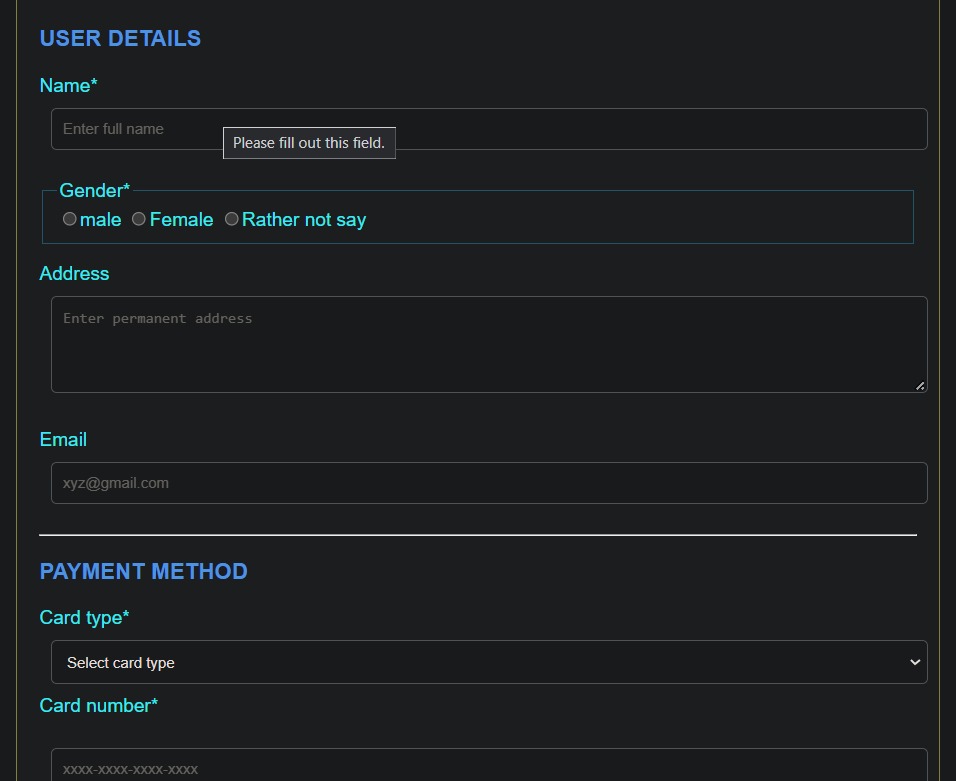 USER DETAILS
Name*
Enter full name
Please fill out this field.
Gender*
male Female Rather not say
Address
Enter permanent address
Email
xyz@gmail.com
PAYMENT METHOD
Card type*
Select card type
Card number*
xxxx-xxxx-xxxx-xxxx